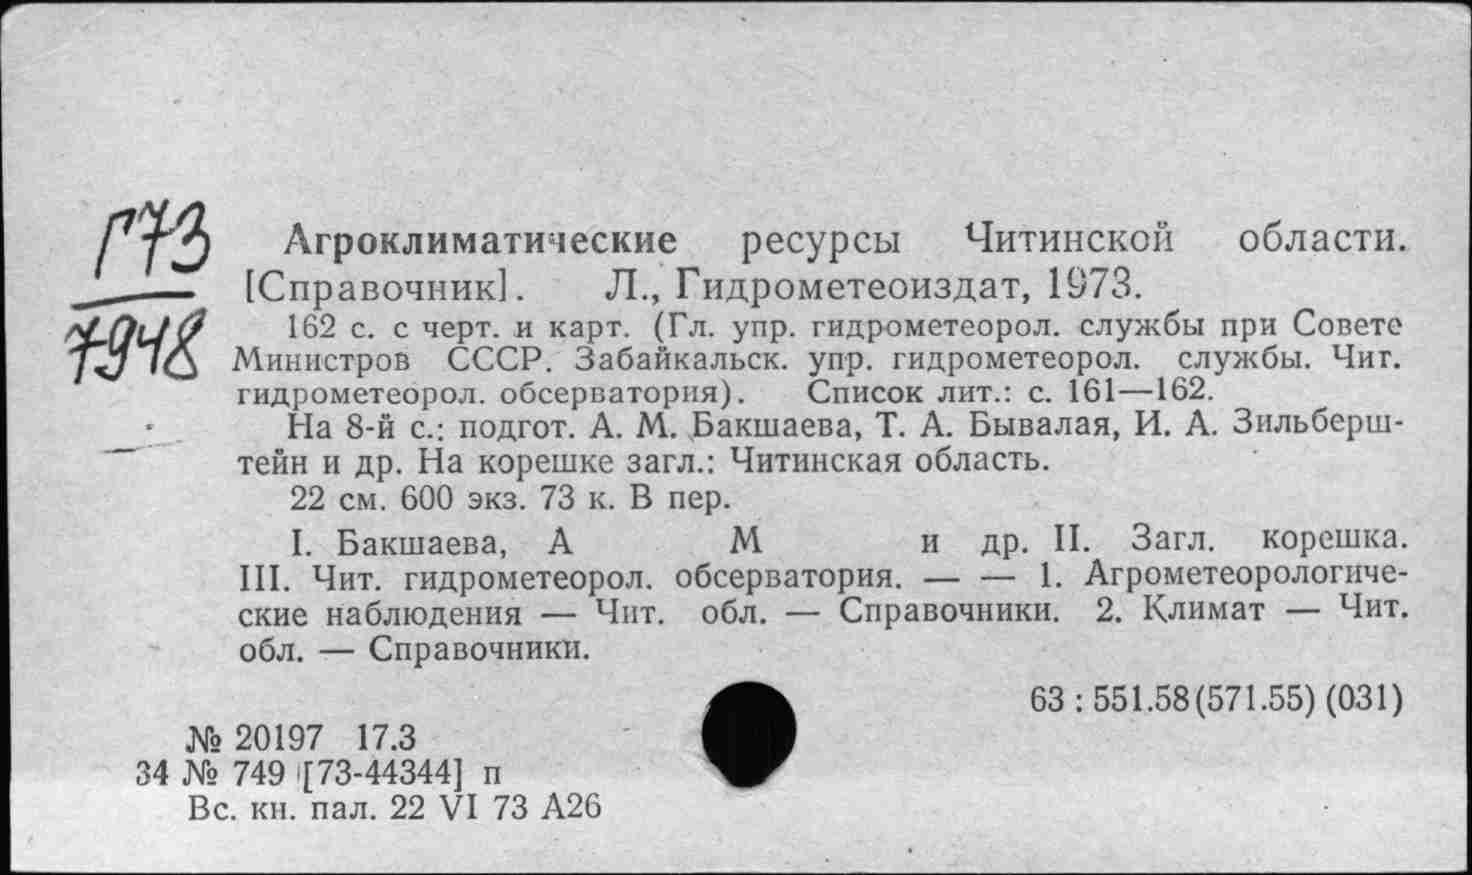 Г73
7948
Агроклиматические ресурсы Читинской области.
[Справочник]. Л., Гидрометеоиздат, 1973.
162 с. с черт. и карт. (Гл. упр. гидрометеорол. службы при Совете
Министров СССР. Забайкальск. упр. гидрометеорол. службы. Чит.
гидрометеорол. обсерватория). Список лит.: с. 161—162.
На 8-й с.: подгот. А. М. Бакшаева, Т. А. Бывалая, И. А. Зильберш-
тейн и др. На корешке загл.: Читинская область.
22 см. 600 экз. 73 к. В пер.
I. Бакшаева, А М и др. II. Загл. корешка.
III. Чит. гидрометеорол. обсерватория. — — 1. Агрометеорологиче-
ские наблюдения — Чит. обл. — Справочники. 2. Климат — Чит.
обл. — Справочники.
63 : 551.58(571.55) (031)
№ 20197 17.3
34 № 749 [73-44344] п
Вс. кн. пал. 22 VI 73 А26